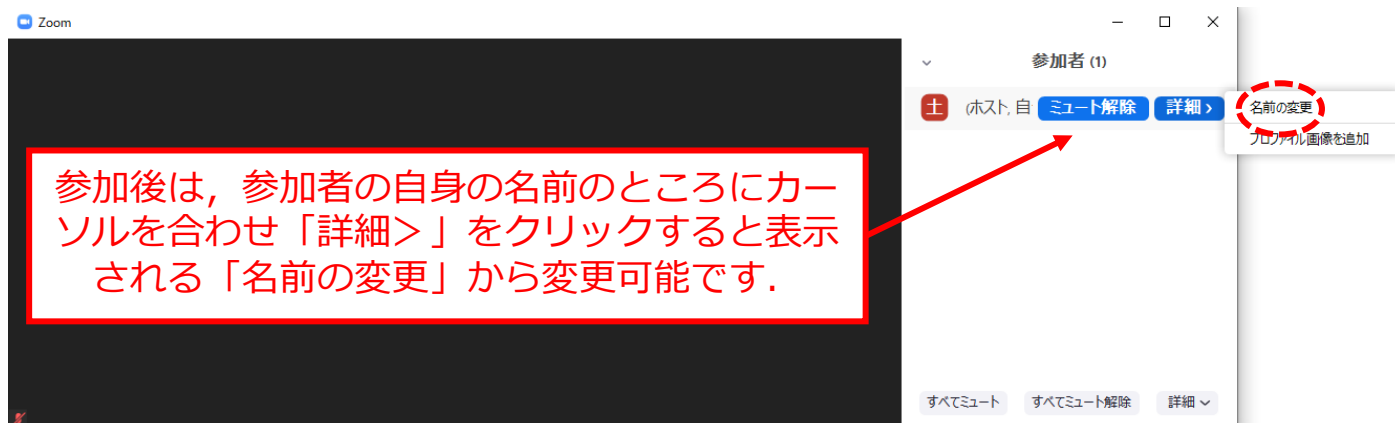 Zoom
参加者 (1)
土 (ホスト, 自 ミュート解除 詳細 >
名前の変更
プロファイル画像を追加
参加後は，参加者の自身の名前のところにカー
ソルを合わせ「詳細＞」をクリックすると表示
される「名前の変更」から変更可能です．
すべてミュート すべてミュート解除 詳細